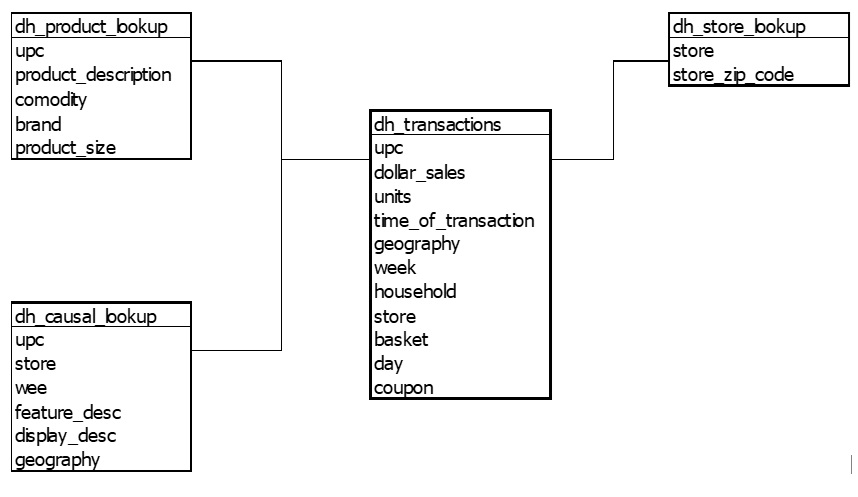 dh_product_lookup
upc
product_description
comodity
brand
product_size
dh_store_lookup
store
store_zip_code
dh_transactions
upc
dollar_sales
units
time_of_transaction
geography
week
household
store
basket
day
coupon
dh_causal_lookup
upc
store
wee
feature_desc
display_desc
geography